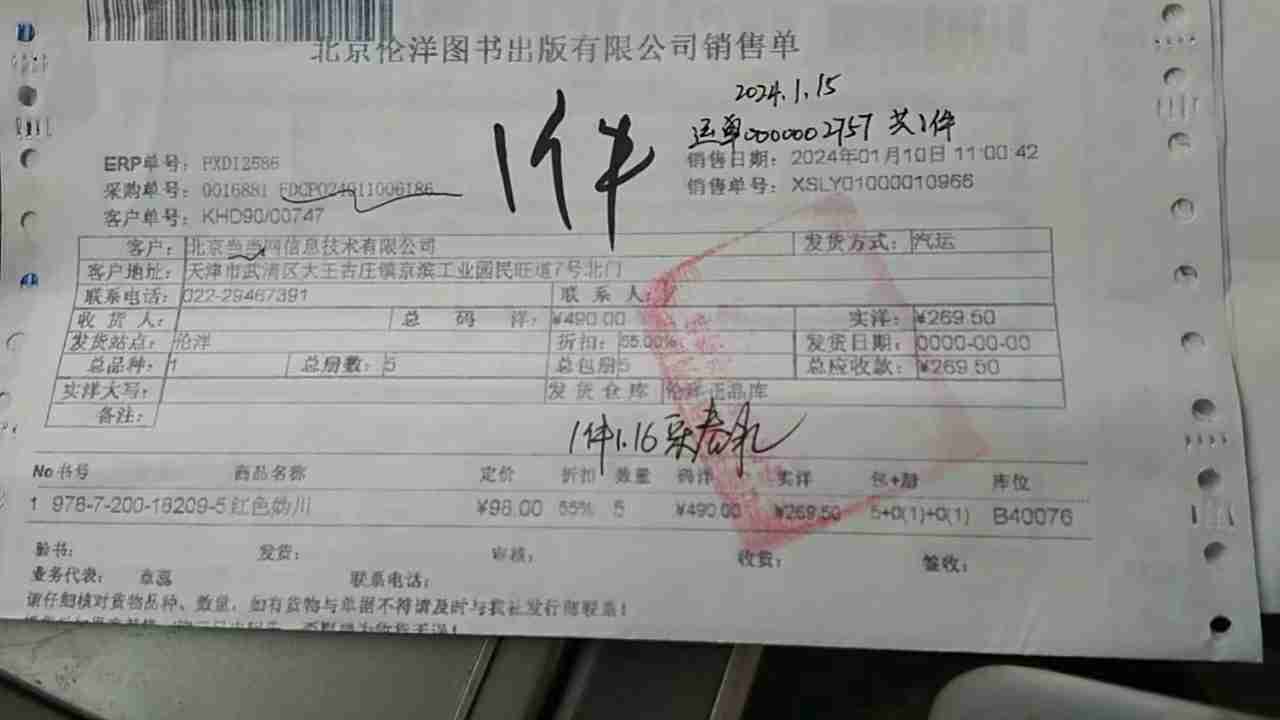 北京伦洋图书出版有限公司销售单
2024.1.15
运单000002757 共1件
1件
ERP单号: PXD12586
销售日期: 2024年01月10日 11:00:42
采购单号: 0016881 EDCPO24011006186
销售单号: XSLY01000010966
客户单号: KHD90/00747
客户: 北京当当网信息技术有限公司 发货方式: 汽运
客户地址: 天津市武清区大王古庄镇京滨工业园民旺道7号北门
联系电话: 022-29467391 联系人:
收货人: 总码洋: ¥490.00 实洋: ¥269.50
发货站点: 伦洋 折扣: 55.00% 发货日期: 0000-00-00
总品种: 1 总册数: 5 总包册 5 总应收款: ¥269.50
实洋大写: 发货仓库 伦洋正品库
备注:
1件1.16
No 书号 商品名称 定价 折扣 数量 码洋 实洋 包+册 库位
1 978-7-200-18209-5 红色妫川 ¥98.00 55% 5 ¥490.00 ¥269.50 5+0(1)+0(1) B40076
验书: 发货: 审核: 收货: 签收:
业务代表: 章蕊 联系电话:
请仔细核对货物品种、数量，如有货物与单据不符请及时与我社发行部联系!